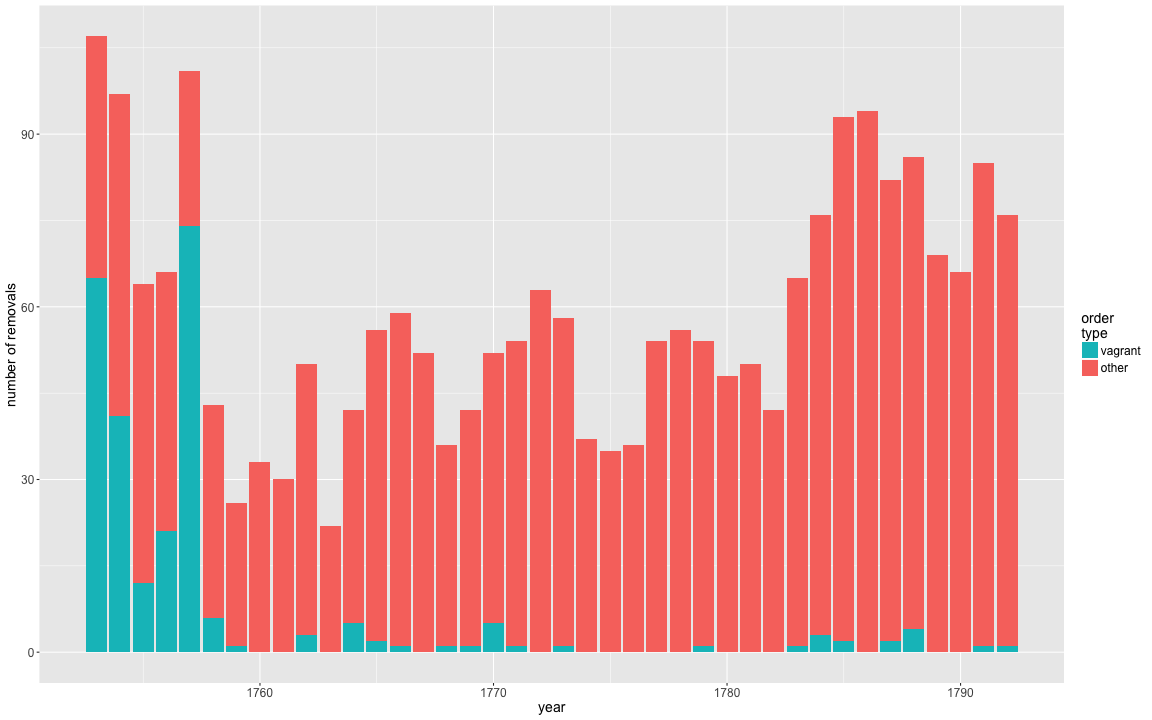 90
60
30
0
number of removals
1760
1770
1780
1790
year
order
type
vagrant
other